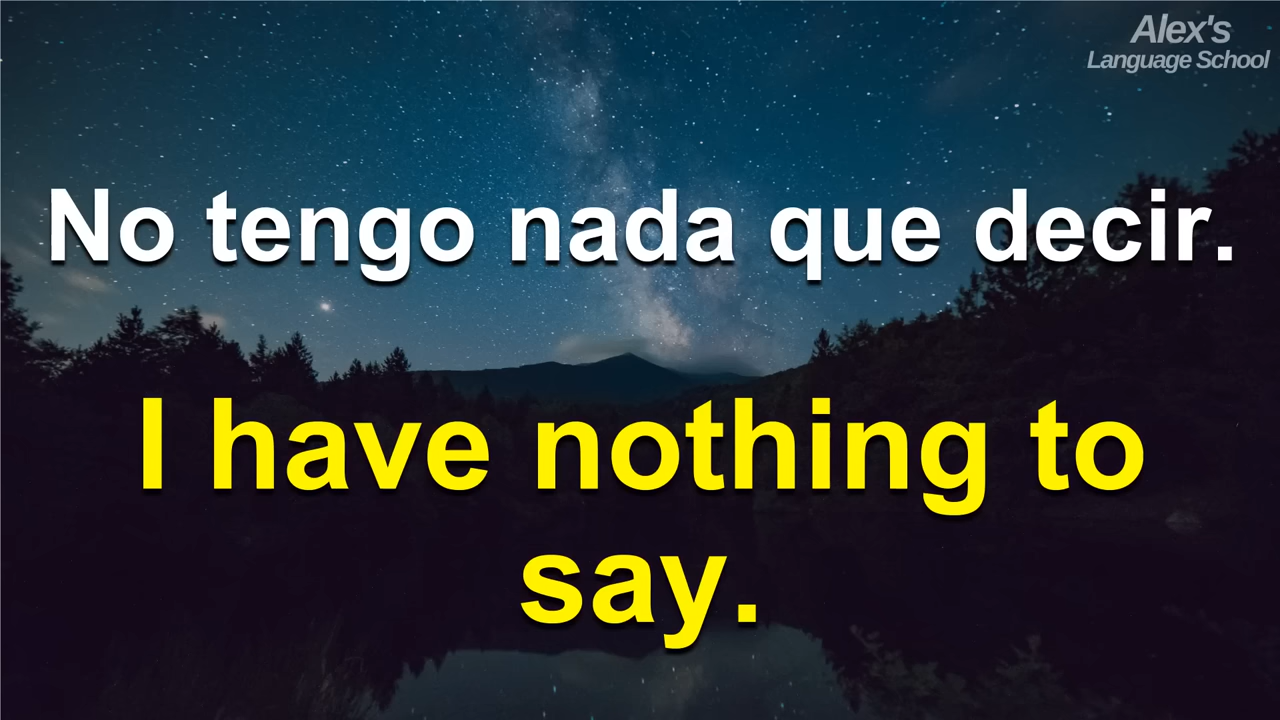 Alex's
Language School
No tengo nada que decir.
I have nothing to
say.